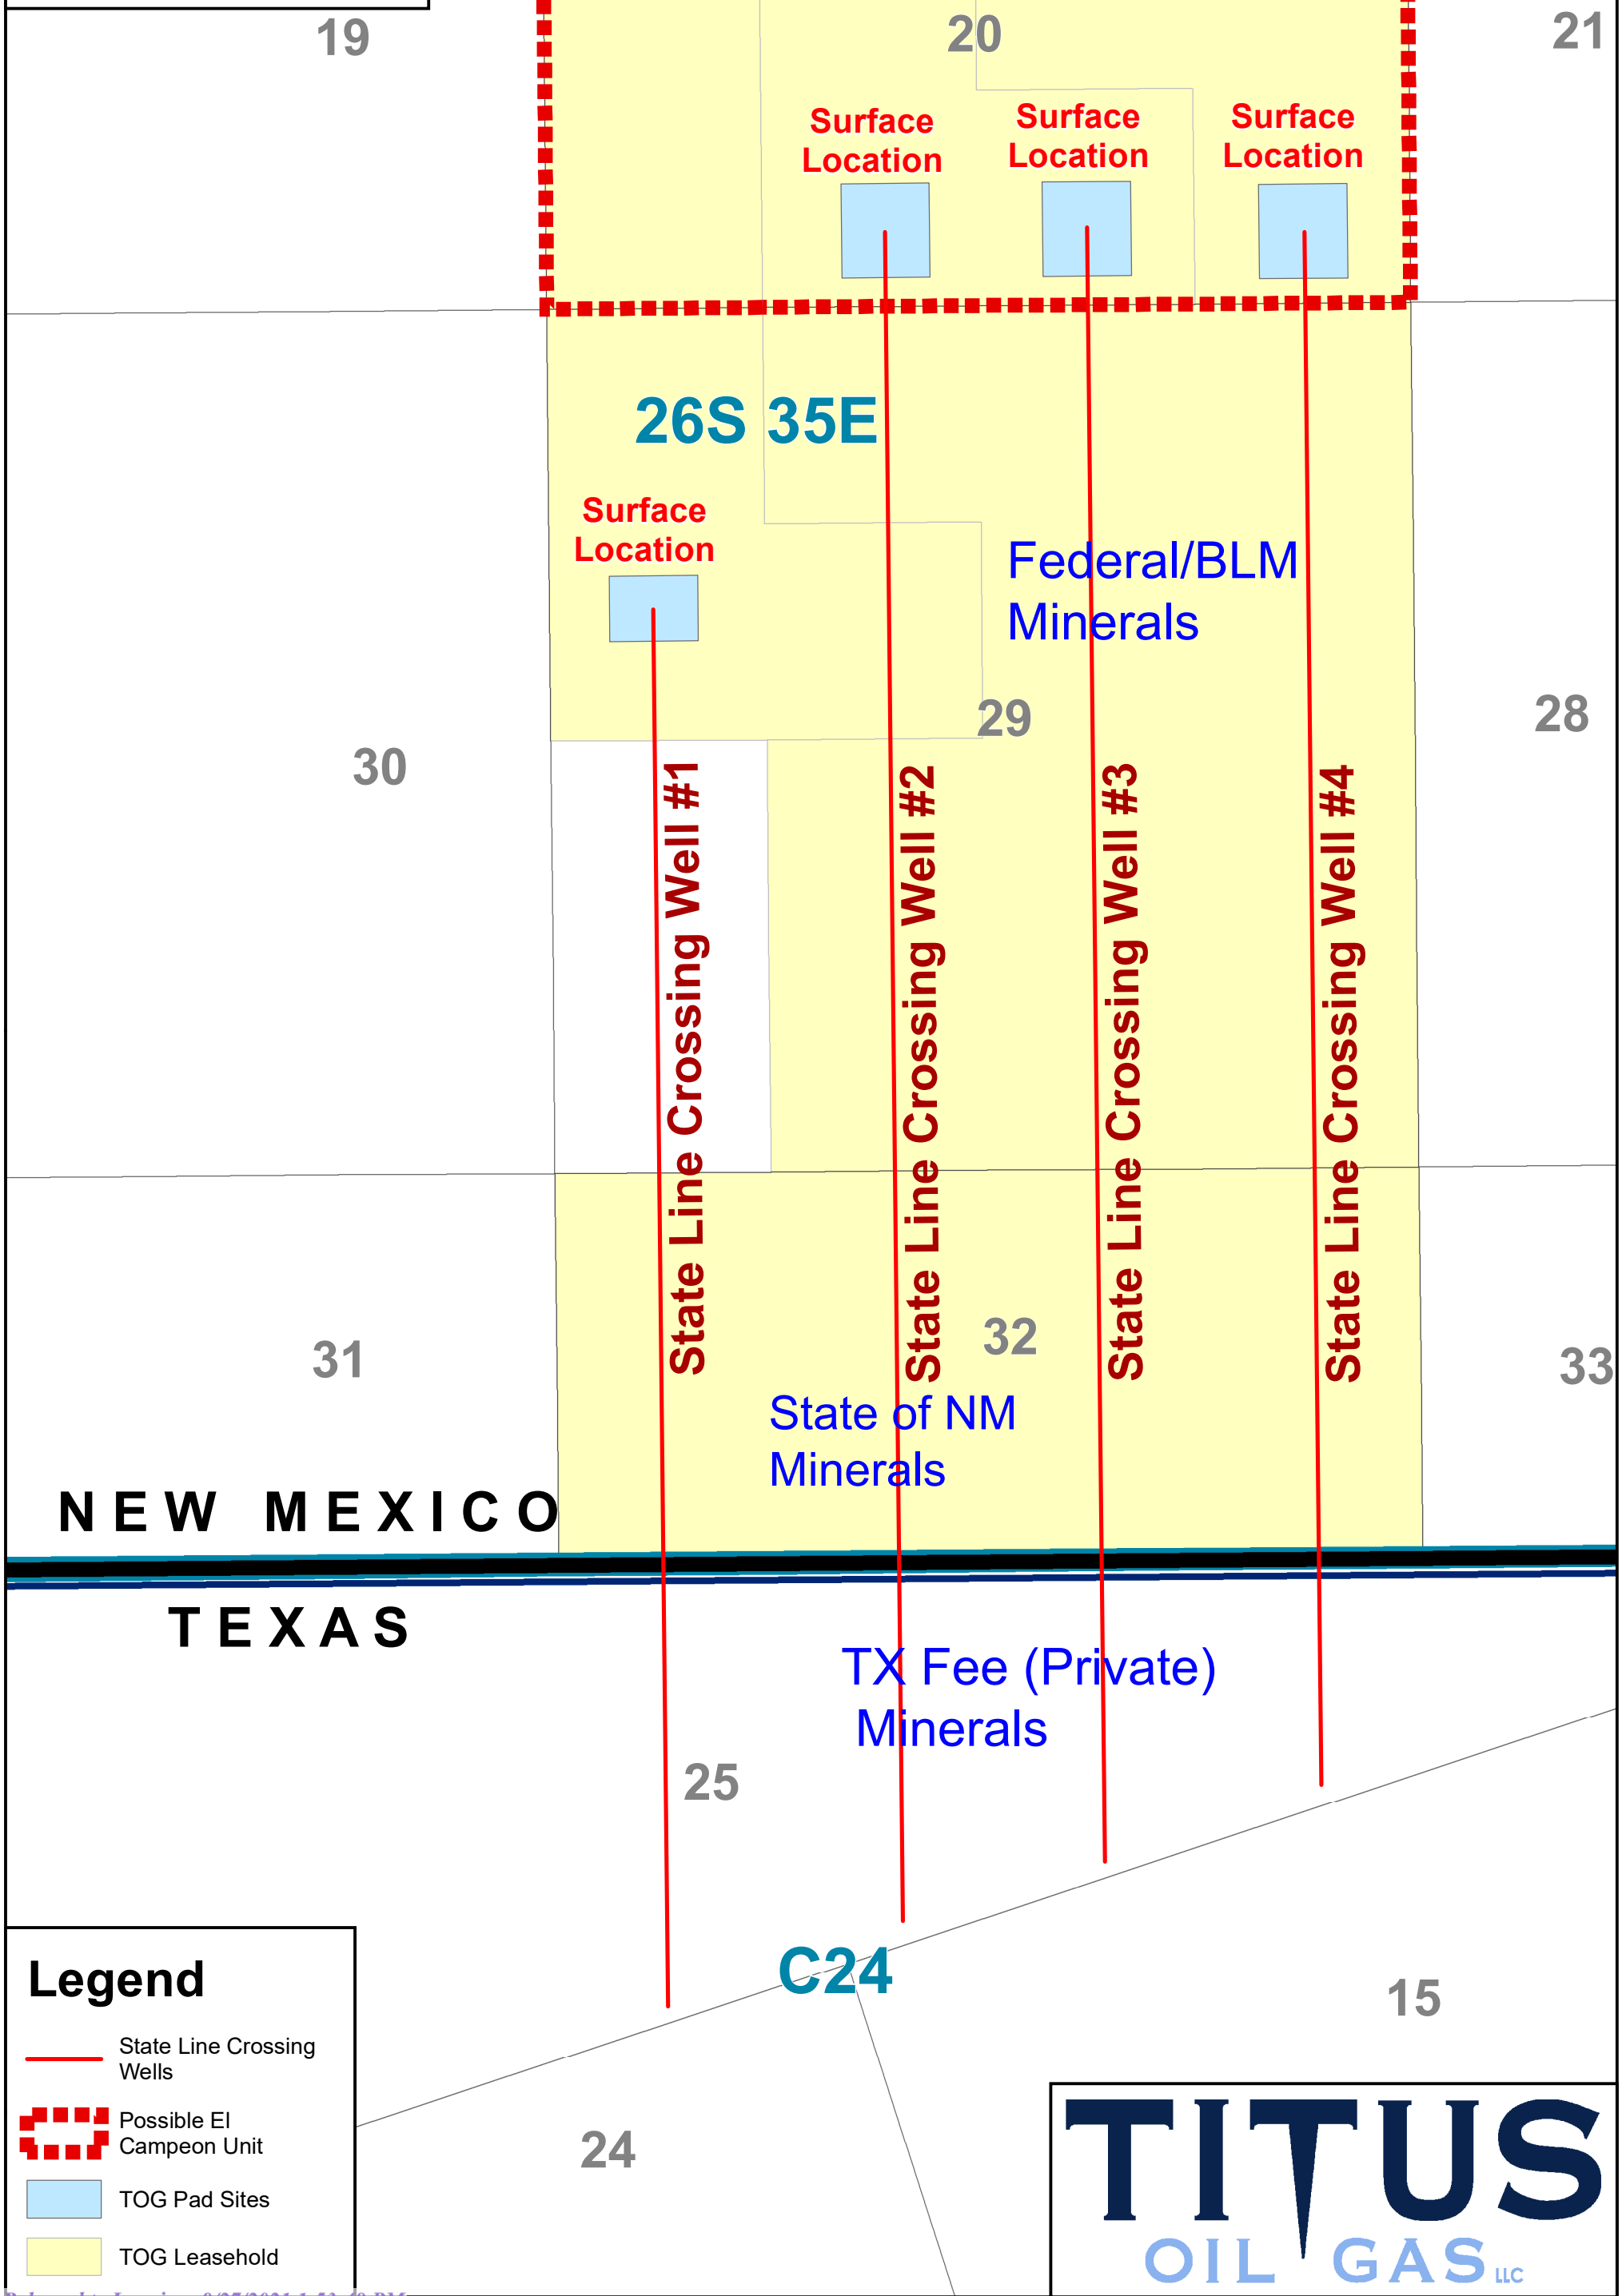 19
20
21
Surface
Location
Surface
Location
Surface
Location
26S 35E
Surface
Location
Federal/BLM
Minerals
29
28
30
State Line Crossing Well #1
State Line Crossing Well #2
State Line Crossing Well #3
State Line Crossing Well #4
31
32
33
State of NM
Minerals
NEW MEXICO
TEXAS
TX Fee (Private)
Minerals
25
C24
15
24
Legend
State Line Crossing
Wells
Possible El
Campeon Unit
TOG Pad Sites
TOG Leasehold
TITUS
OIL GAS LLC